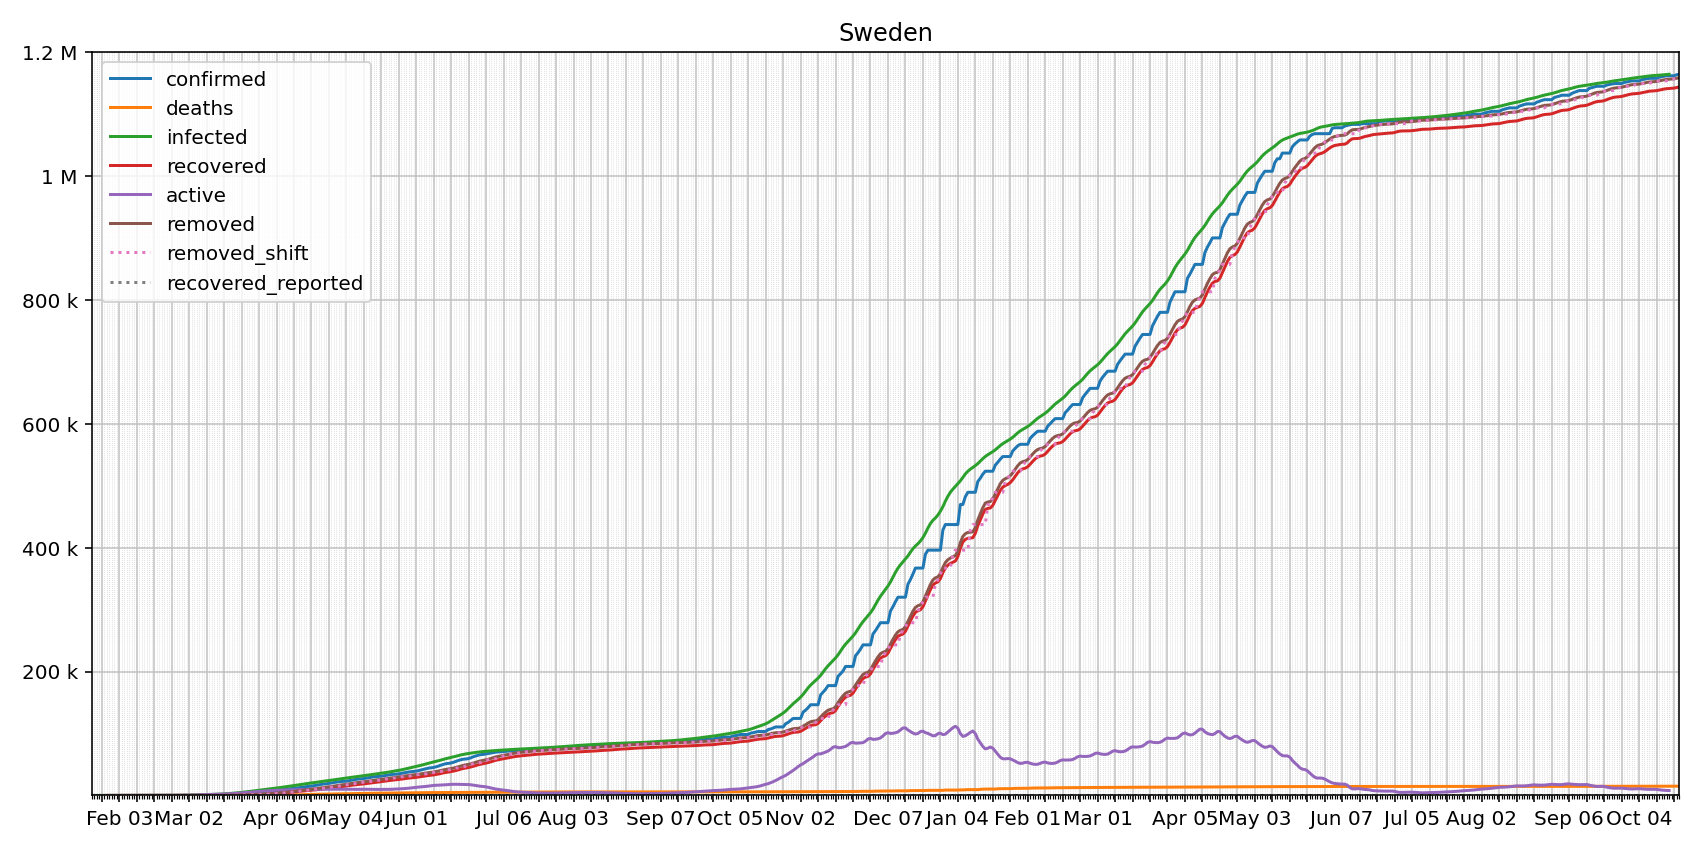 Sweden
1.2 M
1 M
800 k
600 k
400 k
200 k
confirmed
deaths
infected
recovered
active
removed
removed_shift
recovered_reported
Feb 03 Mar 02 Apr 06 May 04 Jun 01 Jul 06 Aug 03 Sep 07 Oct 05 Nov 02 Dec 07 Jan 04 Feb 01 Mar 01 Apr 05 May 03 Jun 07 Jul 05 Aug 02 Sep 06 Oct 04